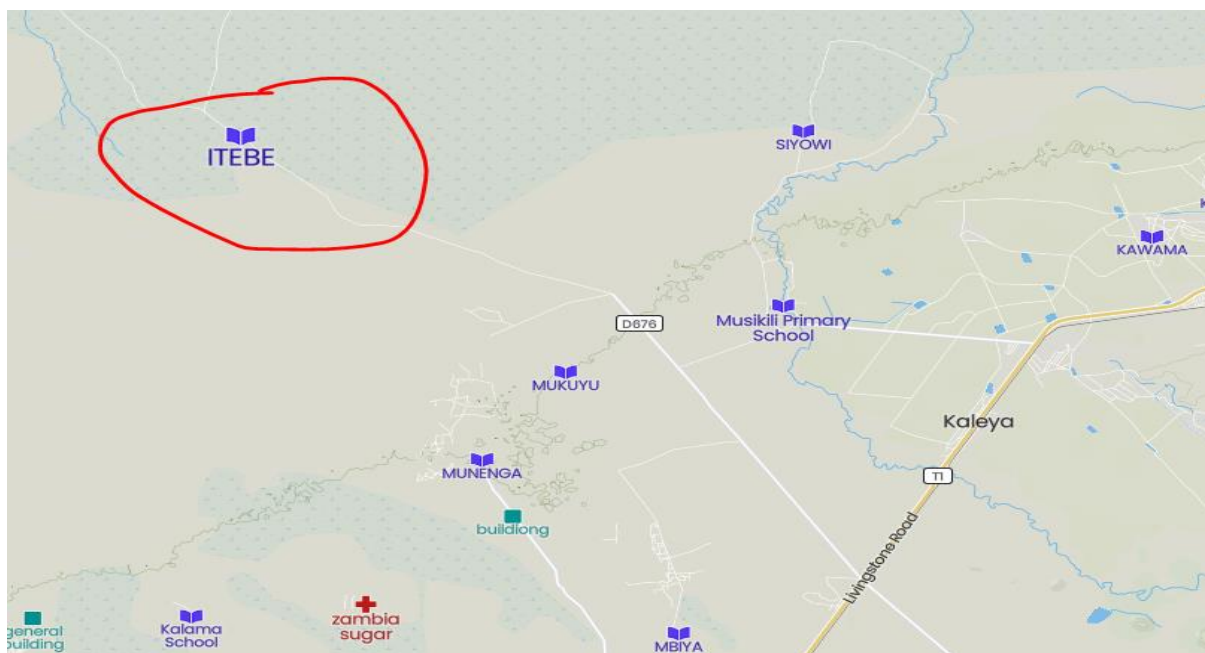 ITEBE
SIYOWI
KAWAMA
D676
Musikili Primary
School
MUKUYU
Kaleya
MUNENGA
T1
buildiong
Livingstone Road
general
building
Kalama
School
zambia
sugar
MBIYA